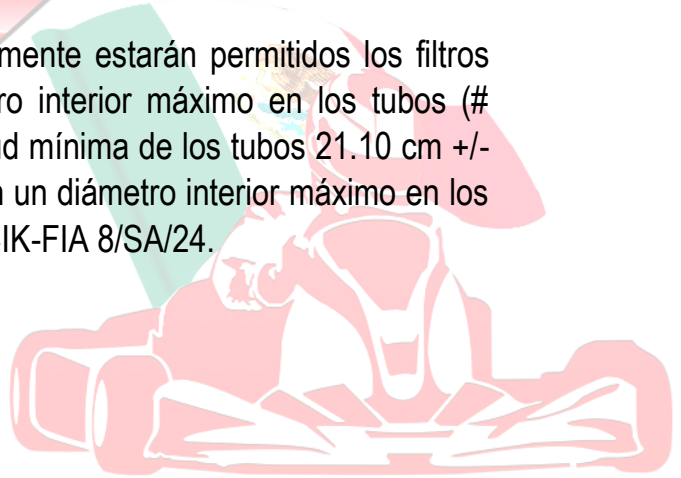 mente estarán permitidos los filtros
ro interior máximo en los tubos (#
ud mínima de los tubos 21.10 cm +/-
n un diámetro interior máximo en los
IK-FIA 8/SA/24.